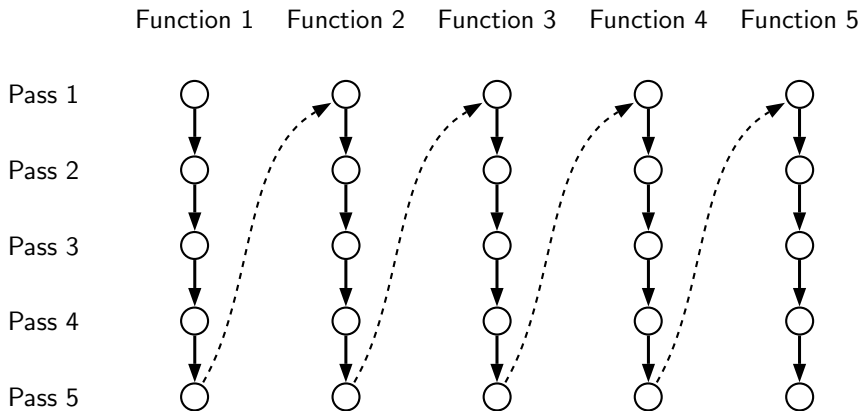 Function 1 Function 2 Function 3 Function 4 Function 5
Pass 1
Pass 2
Pass 3
Pass 4
Pass 5